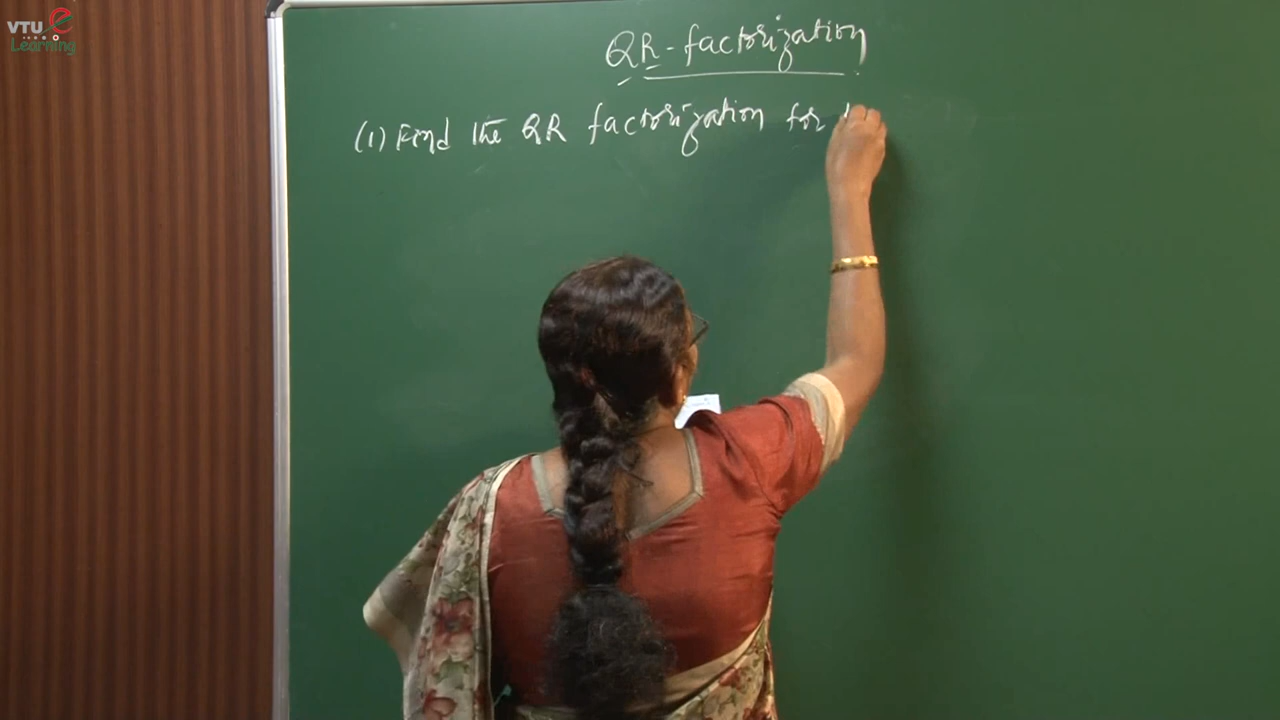 VTU e
Learning
QR-factorization
(1) Find the QR factorization for